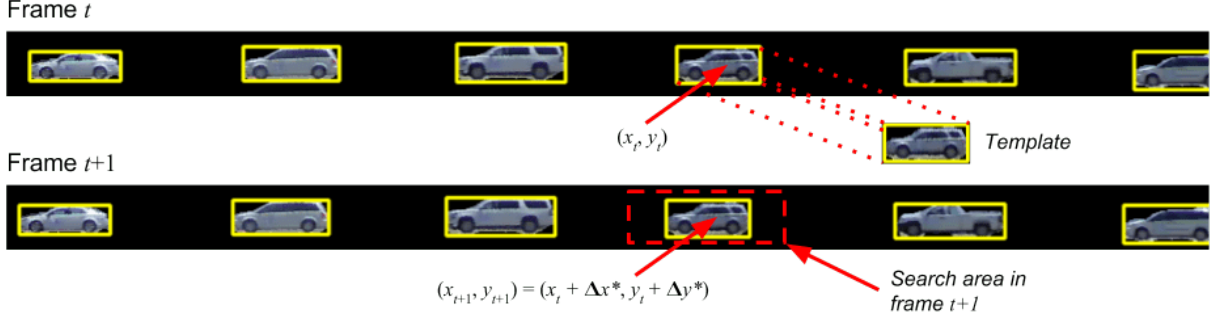 Frame t
(xₜ, yₜ)
Template
Frame t+1
(xₜ₊₁, yₜ₊₁) = (xₜ + Δx*, yₜ + Δy*)
Search area in
frame t+1